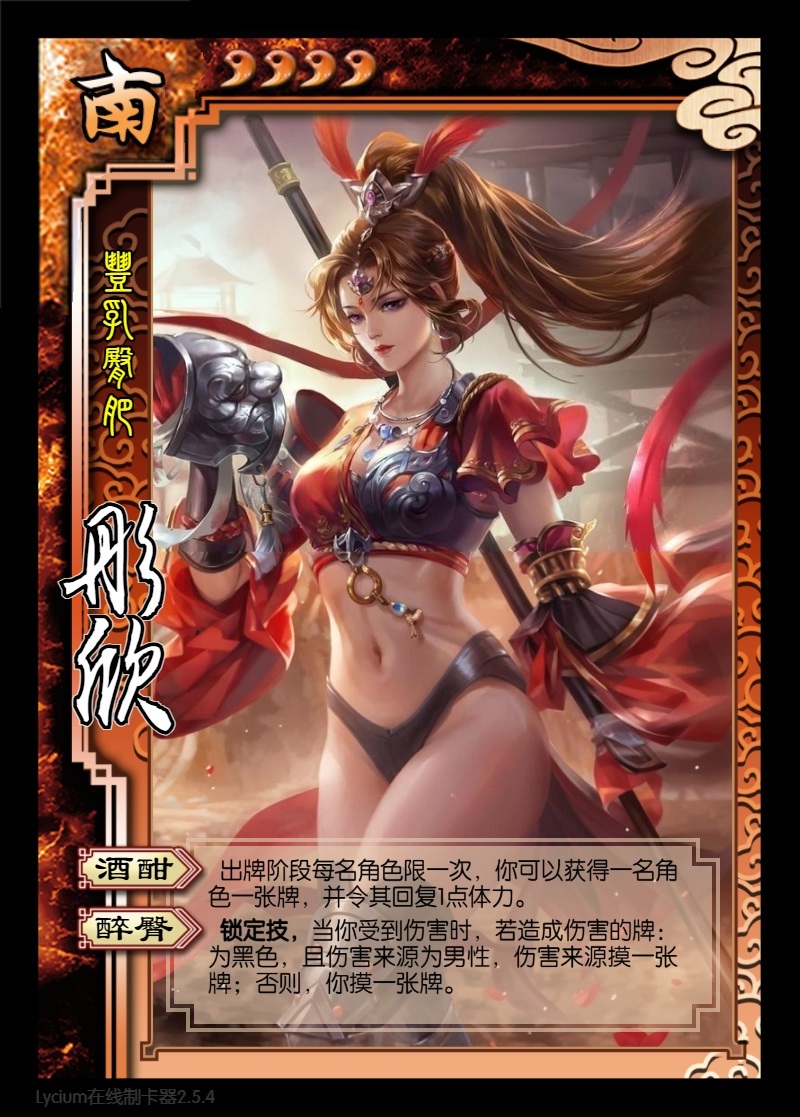 南
豐乳臀肥
彤欣
酒酣
出牌阶段每名角色限一次，你可以获得一名角
色一张牌，并令其回复1点体力。
醉臀
锁定技，当你受到伤害时，若造成伤害的牌：
为黑色，且伤害来源为男性，伤害来源摸一张
牌；否则，你摸一张牌。
Lycium在线制卡器2.5.4